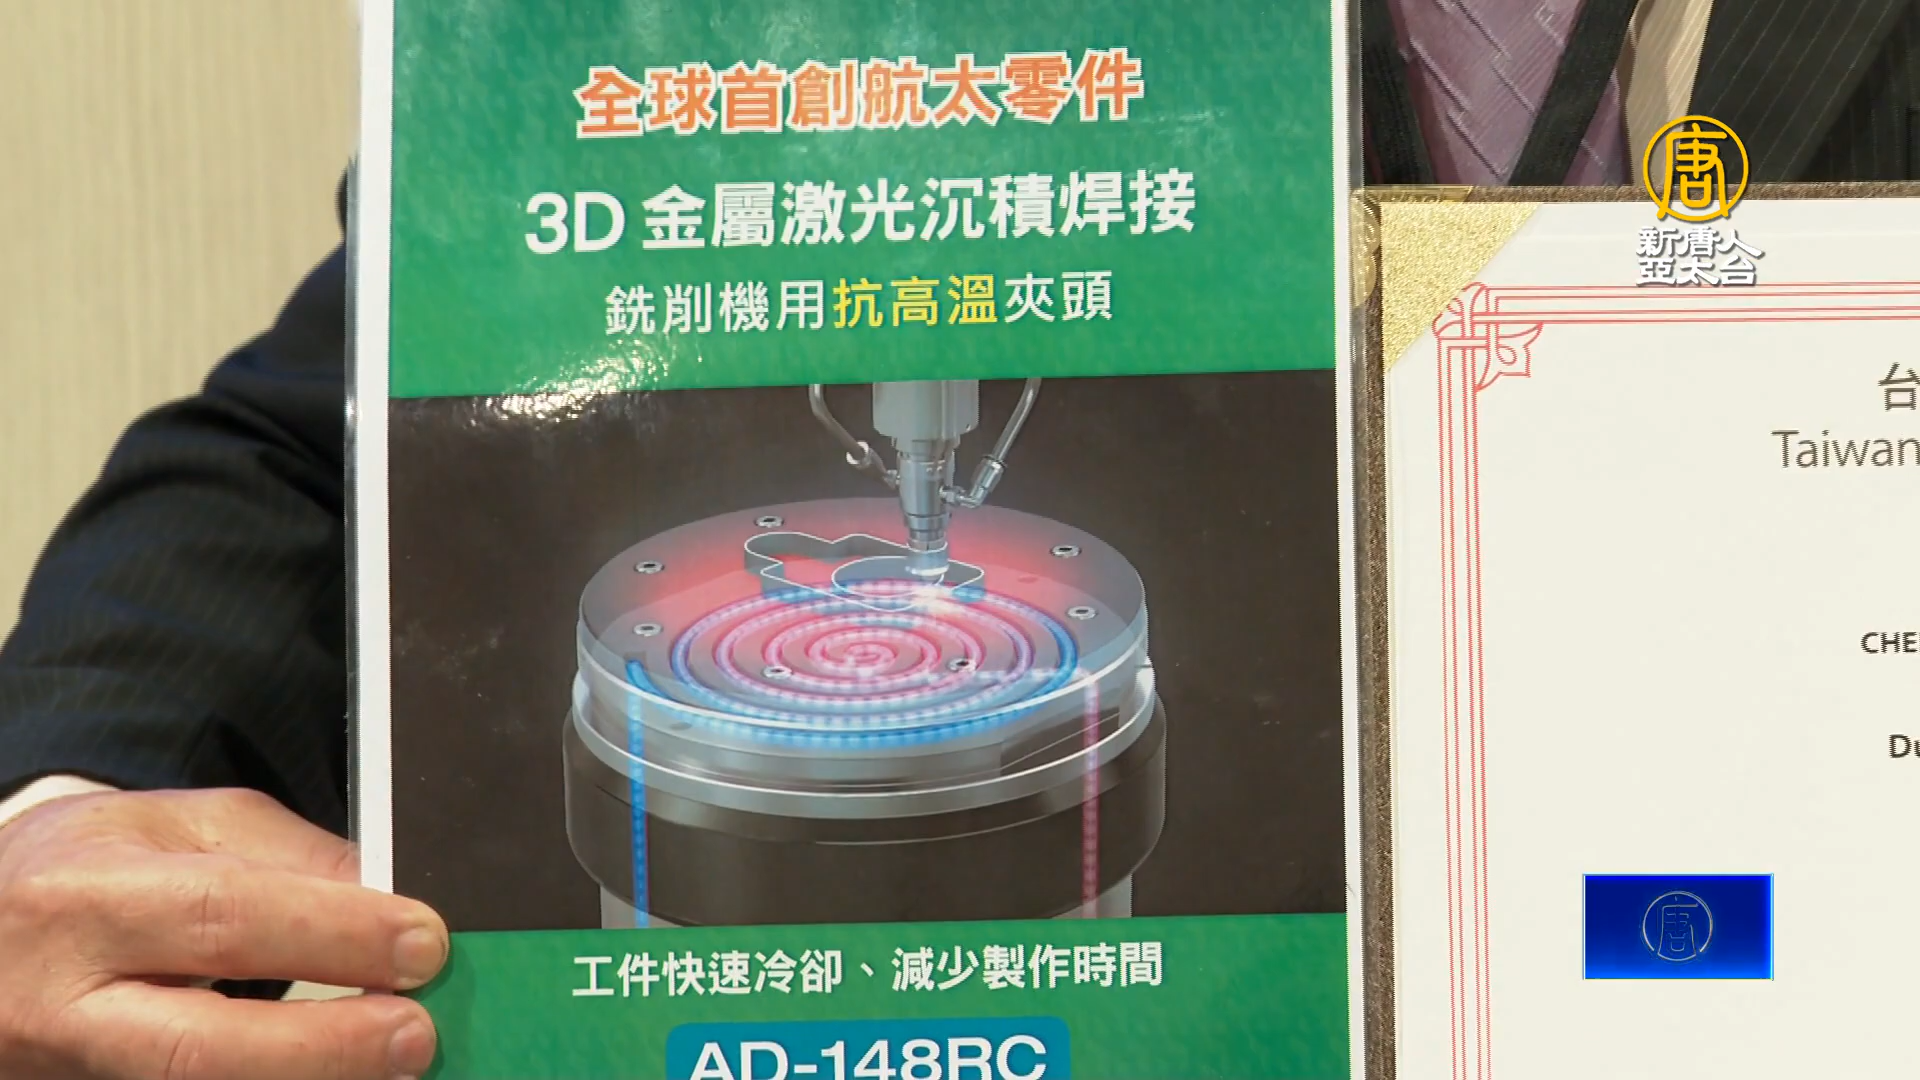 全球首創航太零件
3D 金屬激光沉積焊接
銑削機用抗高溫夾頭
工件快速冷卻、減少製作時間
AD-148RC
唐
新唐人
亞太台
台
Taiwan
CHE
Du
唐